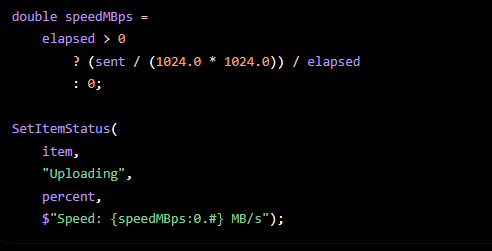 double speedMBps =
    elapsed > 0
        ? (sent / (1024.0 * 1024.0)) / elapsed
        : 0;

SetItemStatus(
    item,
    "Uploading",
    percent,
    $"Speed: {speedMBps:0.#} MB/s");